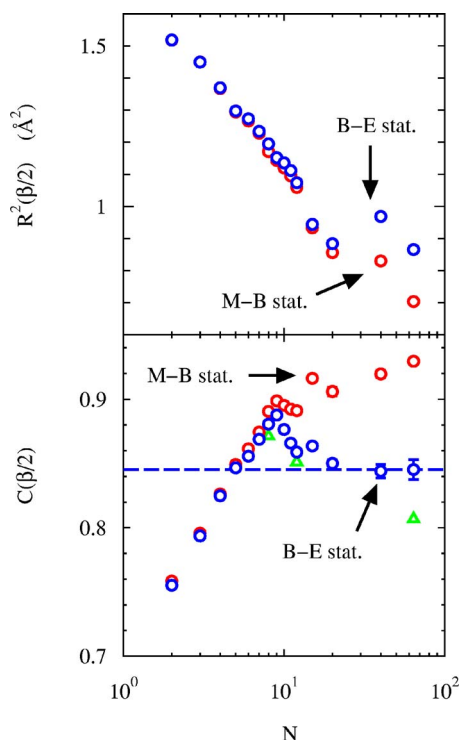 1.5
R²(β/2) (Å²)
B−E stat.
1
M−B stat.
M−B stat.
0.9
C(β/2)
B−E stat.
0.8
0.7
10⁰ 10¹ 10²
N